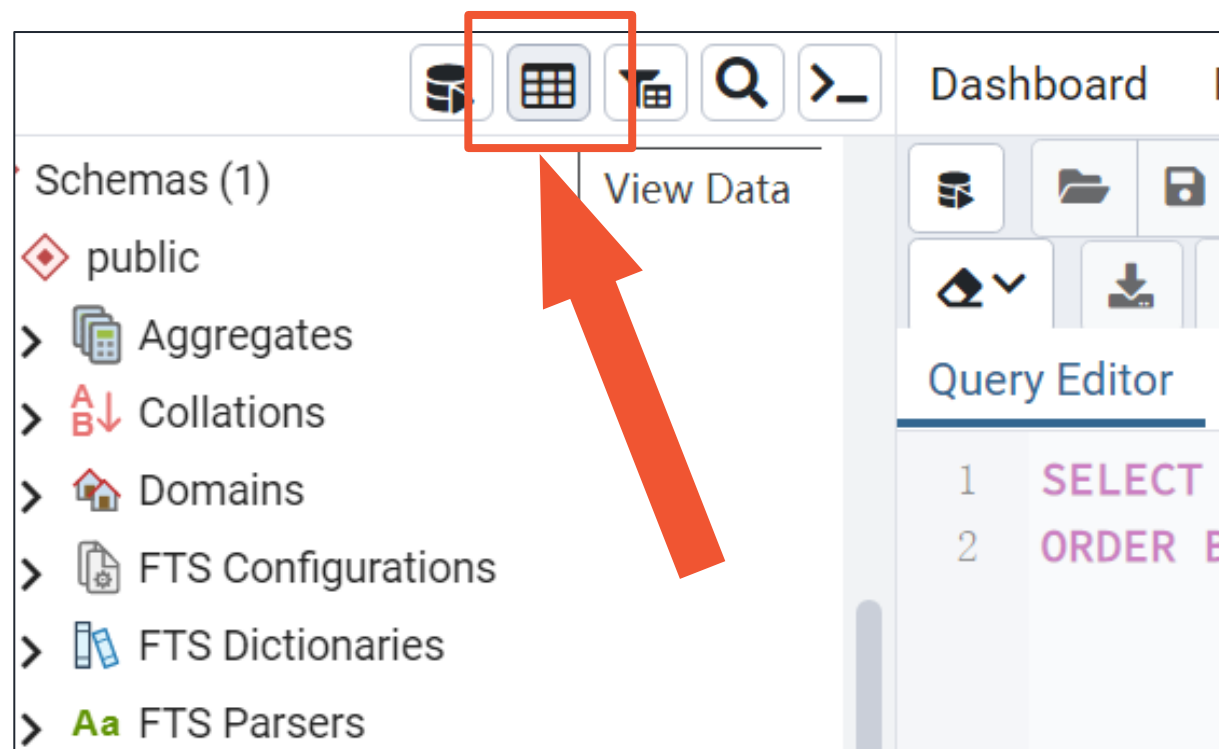 Dashboard
Schemas (1)
View Data
public
Aggregates
Collations
Domains
FTS Configurations
FTS Dictionaries
Aa FTS Parsers
Query Editor
1 SELECT
2 ORDER